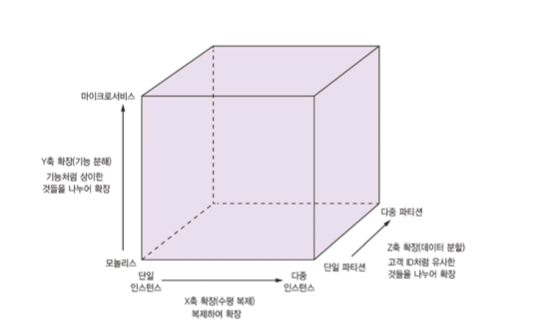 마이크로서비스
Y축 확장(기능 분해)
기능처럼 상이한
것들을 나누어 확장
모놀리스
단일
인스턴스
다중
인스턴스
X축 확장(수평 복제)
복제하여 확장
단일 파티션
다중 파티션
Z축 확장(데이터 분할)
고객 ID처럼 유사한
것들을 나누어 확장